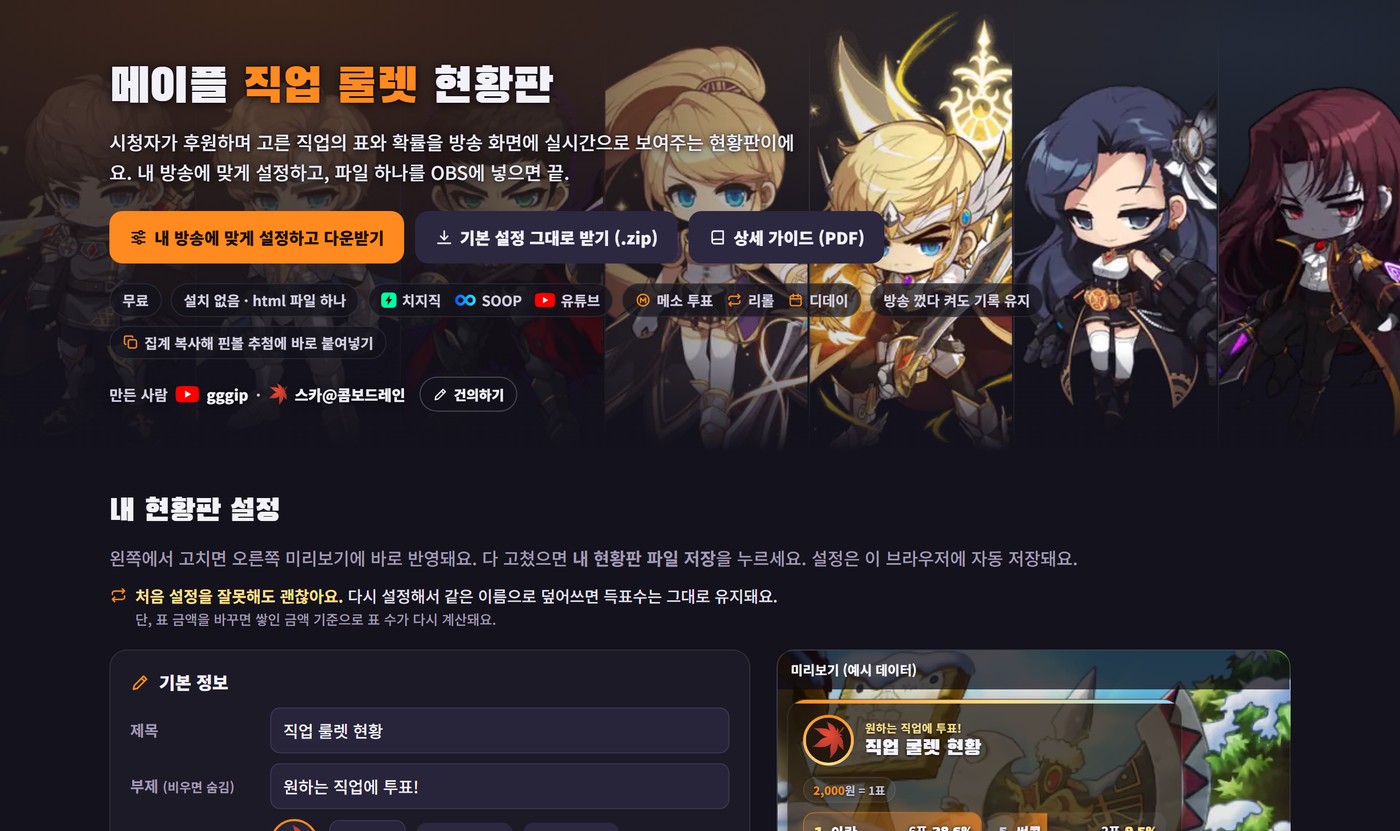 메이플 직업 룰렛 현황판
시청자가 후원하며 고른 직업의 표와 확률을 방송 화면에 실시간으로 보여주는 현황판이에
요. 내 방송에 맞게 설정하고, 파일 하나를 OBS에 넣으면 끝.
내 방송에 맞게 설정하고 다운받기 기본 설정 그대로 받기 (.zip) 상세 가이드 (PDF)
무료 설치 없음 · html 파일 하나 치지직 SOOP 유튜브 메소 투표 리롤 디데이 방송 껐다 켜도 기록 유지
집계 복사해 핀볼 추첨에 바로 붙여넣기
만든 사람 gggip · 스카@콤보드레인 건의하기
내 현황판 설정
왼쪽에서 고치면 오른쪽 미리보기에 바로 반영돼요. 다 고쳤으면 내 현황판 파일 저장을 누르세요. 설정은 이 브라우저에 자동 저장돼요.
처음 설정을 잘못해도 괜찮아요. 다시 설정해서 같은 이름으로 덮어쓰면 득표수는 그대로 유지돼요.
단, 표 금액을 바꾸면 쌓인 금액 기준으로 표 수가 다시 계산돼요.
기본 정보
제목 직업 룰렛 현황
부제 (비우면 숨김) 원하는 직업에 투표!
미리보기 (예시 데이터)
원하는 직업에 투표!
직업 룰렛 현황
2,000원 = 1표